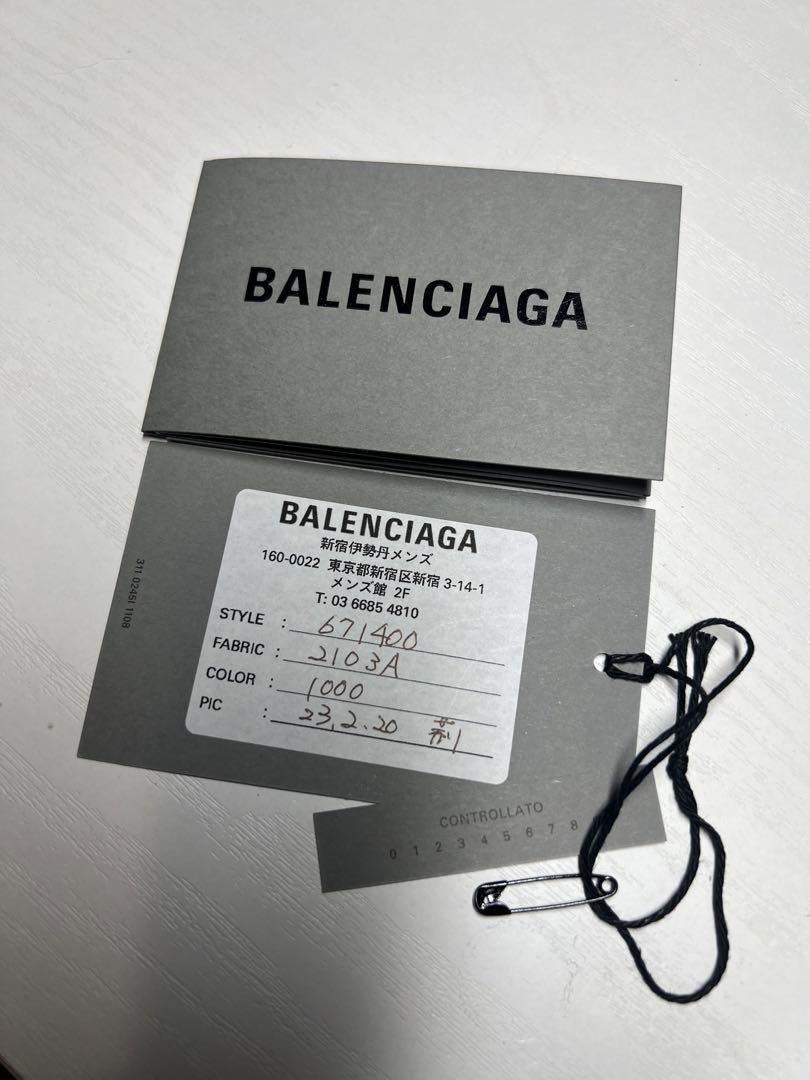 BALENCIAGA
BALENCIAGA
新宿伊勢丹メンズ
160-0022 東京都新宿区新宿 3-14-1
メンズ館 2F
T: 03 6685 4810
STYLE : 671400
FABRIC : 2103A
COLOR : 1000
PIC : 23.2.20
311 0245I 1108
CONTROLLATO
0 1 2 3 4 5 6 7 8